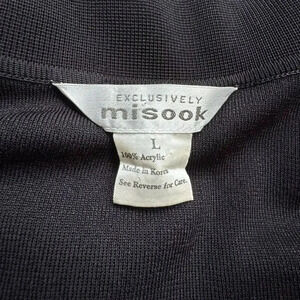 EXCLUSIVELY
misook
L
100% Acrylic
Made in Korea
See Reverse for Care.